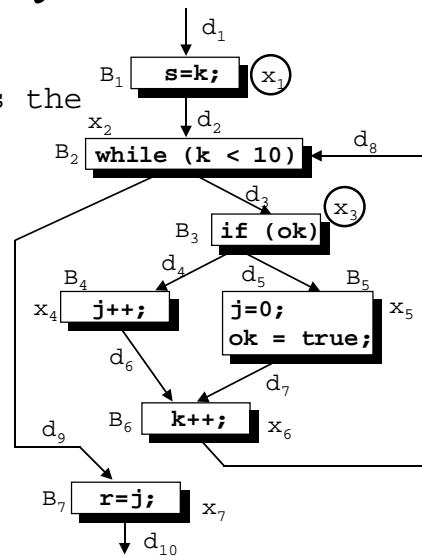 d1
B1 s=k; x1
s the
x2 d2
B2 while (k < 10) d8
d3
x3
B3 if (ok)
d4 d5
B4 B5
x4 j++; j=0; x5
ok = true;
d6 d7
B6 k++; x6
d9
B7 r=j; x7
d10